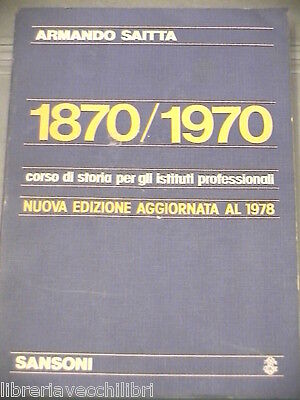 ARMANDO SAITTA
1870/1970
corso di storia per gli istituti professionali
NUOVA EDIZIONE AGGIORNATA AL 1978
SANSONI
libreriavecchilibri